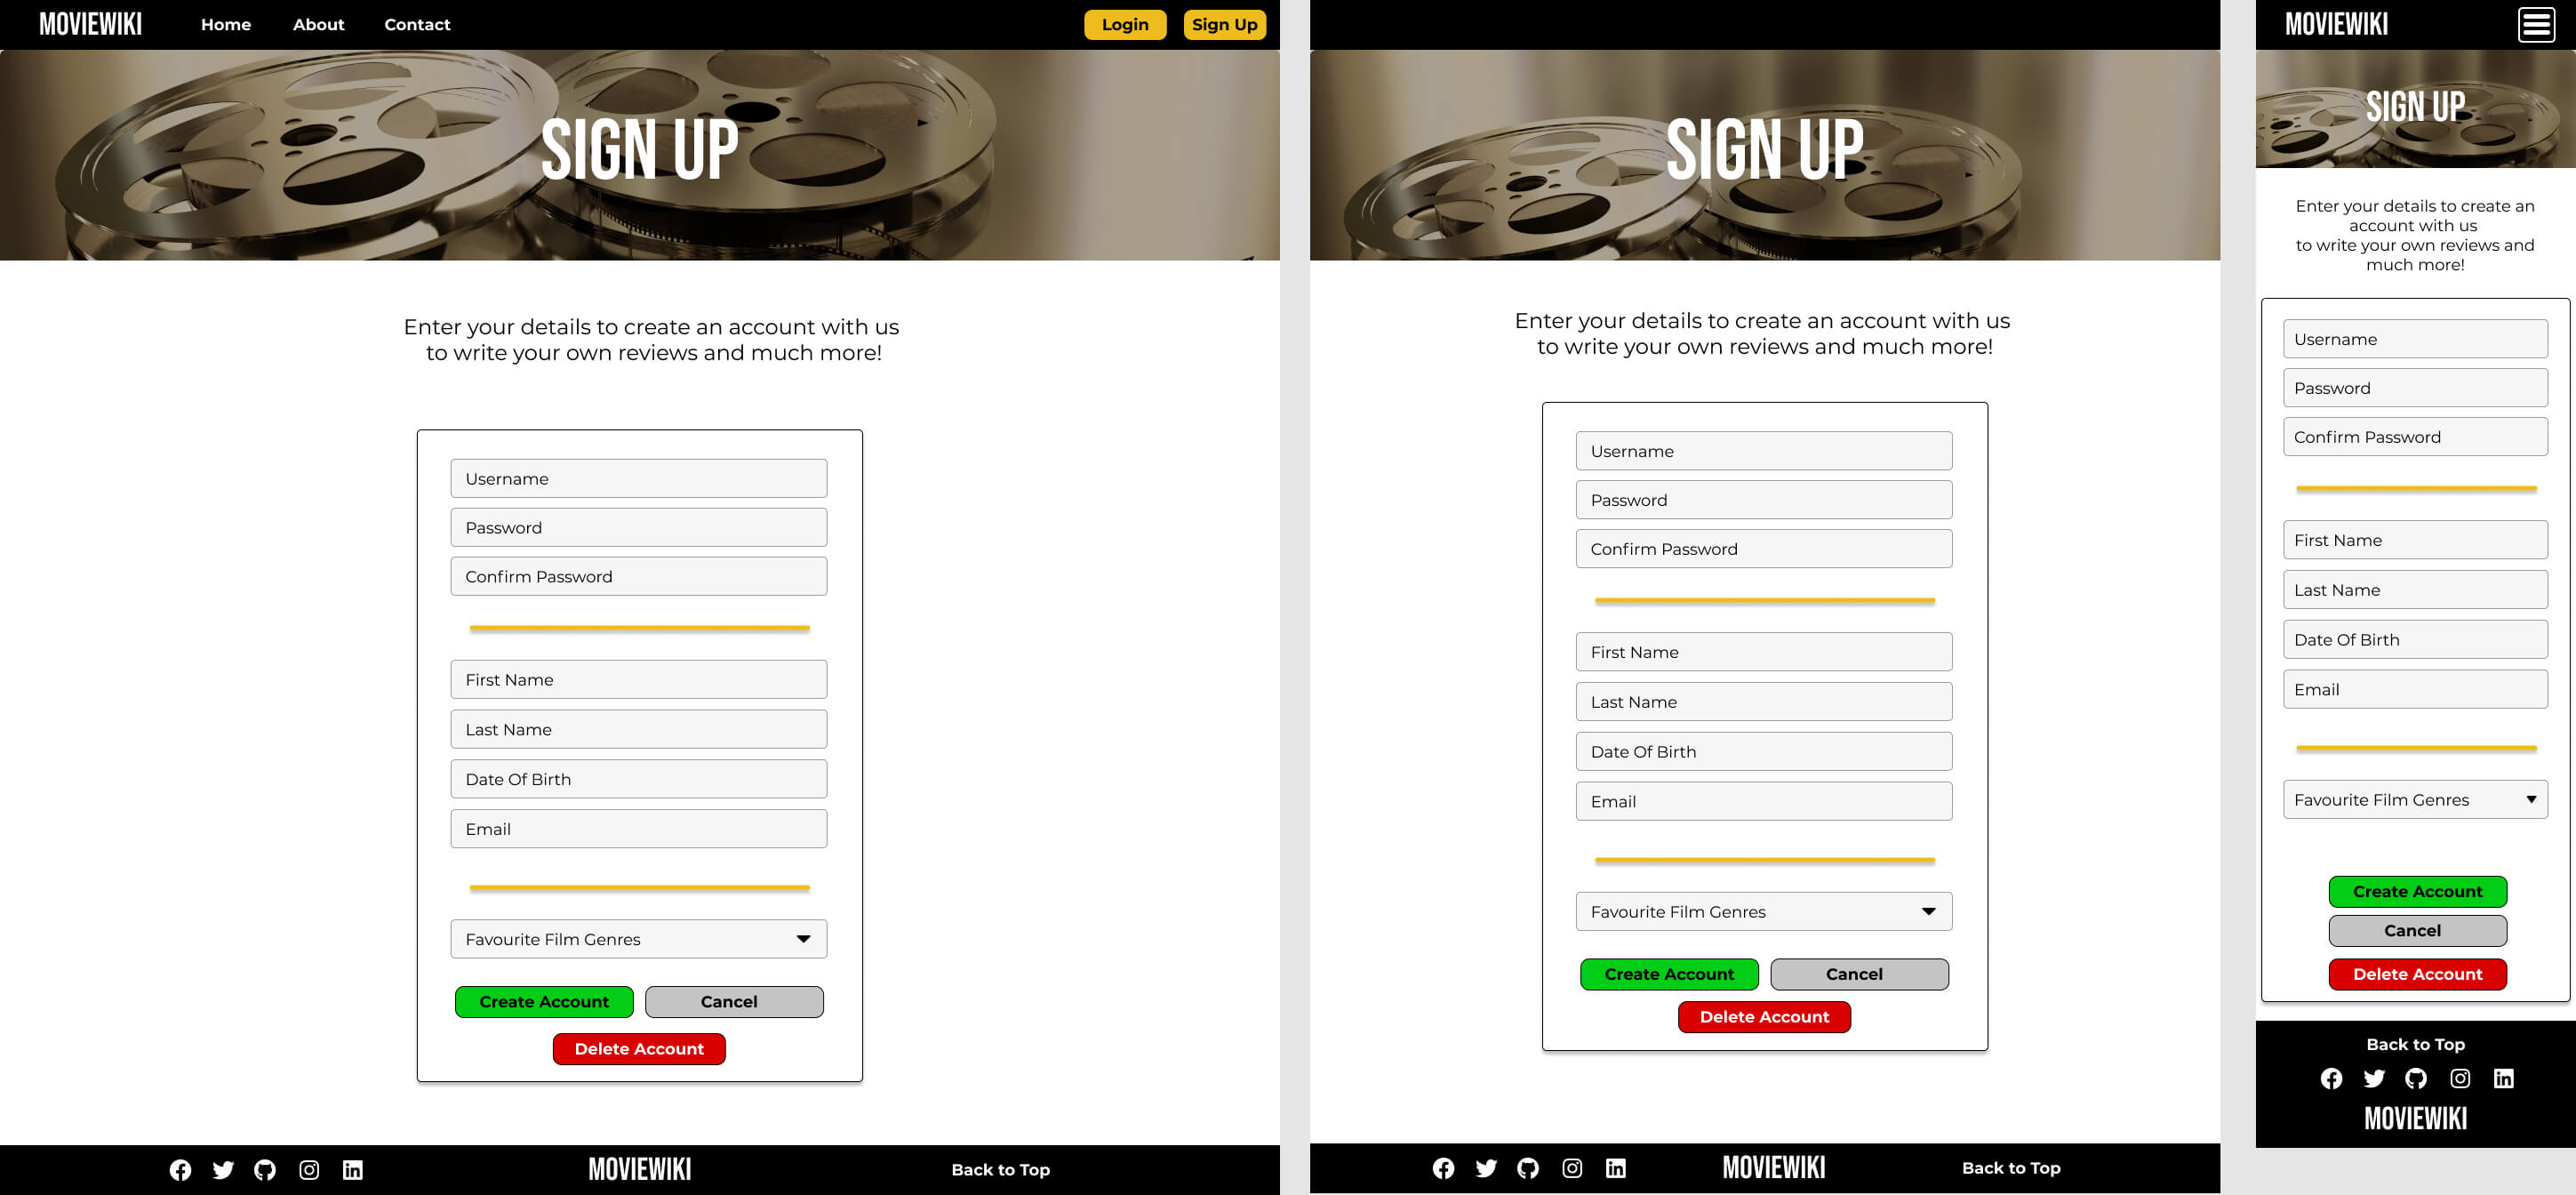 MOVIEWIKI
Home
About
Contact
Login
Sign Up
SIGN UP
Enter your details to create an account with us
to write your own reviews and much more!
Username
Password
Confirm Password
First Name
Last Name
Date Of Birth
Email
Favourite Film Genres
Create Account
Cancel
Delete Account
MOVIEWIKI
Back to Top
SIGN UP
Enter your details to create an account with us
to write your own reviews and much more!
Username
Password
Confirm Password
First Name
Last Name
Date Of Birth
Email
Favourite Film Genres
Create Account
Cancel
Delete Account
MOVIEWIKI
Back to Top
MOVIEWIKI
SIGN UP
Enter your details to create an
account with us
to write your own reviews and
much more!
Username
Password
Confirm Password
First Name
Last Name
Date Of Birth
Email
Favourite Film Genres
Create Account
Cancel
Delete Account
Back to Top
MOVIEWIKI